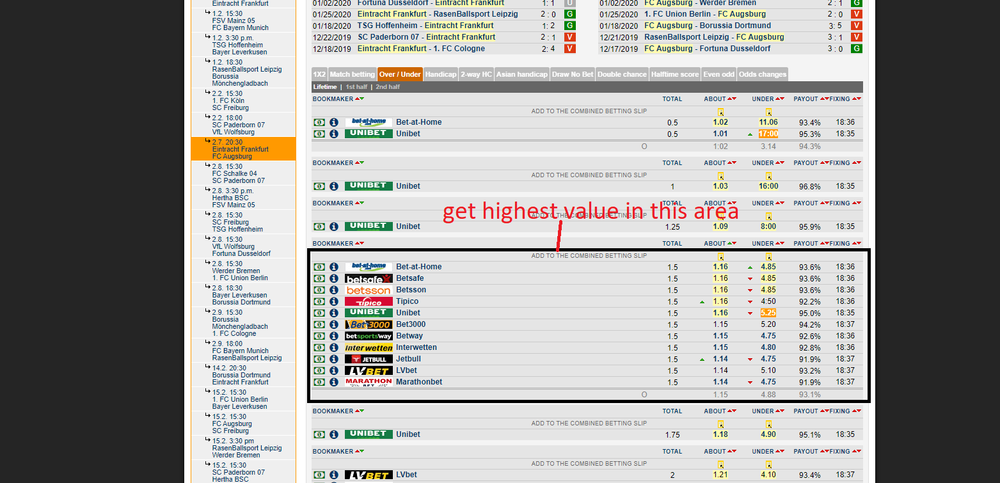 Eintracht Frankfurt
1.2. 15:30
FSV Mainz 05
FC Bayern Munich
1.2. 3:30 p.m.
TSG Hoffenheim
Bayer Leverkusen
1.2. 18:30
RasenBallsport Leipzig
Borussia
Mönchengladbach
2.2. 15:30
1. FC Köln
SC Freiburg
2.2. 18:00
SC Paderborn 07
VfL Wolfsburg
2.7. 20:30
Eintracht Frankfurt
FC Augsburg
2.8. 15:30
FC Schalke 04
SC Paderborn 07
2.8. 3:30 p.m.
Hertha BSC
FSV Mainz 05
2.8. 15:30
SC Freiburg
TSG Hoffenheim
2.8. 15:30
VfL Wolfsburg
Fortuna Dusseldorf
2.8. 15:30
Werder Bremen
1. FC Union Berlin
2.8. 18:30
Bayer Leverkusen
Borussia Dortmund
2.9. 15:30
Borussia
Mönchengladbach
1. FC Cologne
2.9. 18:00
FC Bayern Munich
RasenBallsport Leipzig
14.2. 20:30
Borussia Dortmund
Eintracht Frankfurt
15.2. 15:30
1. FC Union Berlin
Bayer Leverkusen
15.2. 15:30
FC Augsburg
SC Freiburg
15.2. 3:30 pm
RasenBallsport Leipzig
Werder Bremen
15.2. 15:30
SC Paderborn 07
Hertha BSC
01/02/2020 Fortuna Dusseldorf - Eintracht Frankfurt 1: 1 U
01/25/2020 Eintracht Frankfurt - RasenBallsport Leipzig 2 : 0 G
01/18/2020 TSG Hoffenheim - Eintracht Frankfurt 1: 2 G
12/22/2019 SC Paderborn 07 - Eintracht Frankfurt 2 : 1 V
12/18/2019 Eintracht Frankfurt - 1. FC Cologne 2: 4 V
01/02/2020 FC Augsburg - Werder Bremen 2 : 1 G
01/25/2020 1. FC Union Berlin - FC Augsburg 2 : 0 V
01/18/2020 FC Augsburg - Borussia Dortmund 3: 5 V
12/21/2019 RasenBallsport Leipzig - FC Augsburg 3 : 1 V
12/17/2019 FC Augsburg - Fortuna Dusseldorf 3 : 0 G
1X2 Match betting Over / Under Handicap 2-way HC Asian handicap Draw No Bet Double chance Halftime score Even odd Odds changes
Lifetime | 1st half | 2nd half
BOOKMAKER TOTAL ABOUT UNDER PAYOUT FIXING
ADD TO THE COMBINED BETTING SLIP
bet-at-home Bet-at-Home 0.5 1.02 11.06 93.4% 18:36
UNIBET Unibet 0.5 1.01 17:00 95.3% 18:35
O 1:02 3.14 94.3%
BOOKMAKER TOTAL ABOUT UNDER PAYOUT FIXING
ADD TO THE COMBINED BETTING SLIP
UNIBET Unibet 1 1.03 16:00 96.8% 18:35
BOOKMAKER TOTAL ABOUT UNDER PAYOUT FIXING
get highest value in this area
ADD TO THE COMBINED BETTING SLIP
UNIBET Unibet 1.25 1.09 8:00 95.9% 18:35
BOOKMAKER TOTAL ABOUT UNDER PAYOUT FIXING
ADD TO THE COMBINED BETTING SLIP
bet-at-home Bet-at-Home 1.5 1.16 4.85 93.6% 18:36
betsafe Betsafe 1.5 1.16 4.85 93.6% 18:36
betsson Betsson 1.5 1.16 4.85 93.6% 18:36
TIPICO Tipico 1.5 1.16 4:50 92.2% 18:36
UNIBET Unibet 1.5 1.16 5.25 95.0% 18:35
Bet3000 Bet3000 1.5 1.15 5.20 94.2% 18:37
betsportsway Betway 1.5 1.15 4.75 92.6% 18:36
interwetten Interwetten 1.5 1.15 4.80 92.8% 18:36
JETBULL Jetbull 1.5 1.14 4.75 91.9% 18:37
LVBET LVbet 1.5 1.14 5.10 93.2% 18:37
MARATHON BET Marathonbet 1.5 1.14 4.75 91.9% 18:37
O 1.15 4.88 93.1%
BOOKMAKER TOTAL ABOUT UNDER PAYOUT FIXING
ADD TO THE COMBINED BETTING SLIP
UNIBET Unibet 1.75 1.18 4.90 95.1% 18:35
BOOKMAKER TOTAL ABOUT UNDER PAYOUT FIXING
ADD TO THE COMBINED BETTING SLIP
LVBET LVbet 2 1.21 4.10 93.4% 18:37